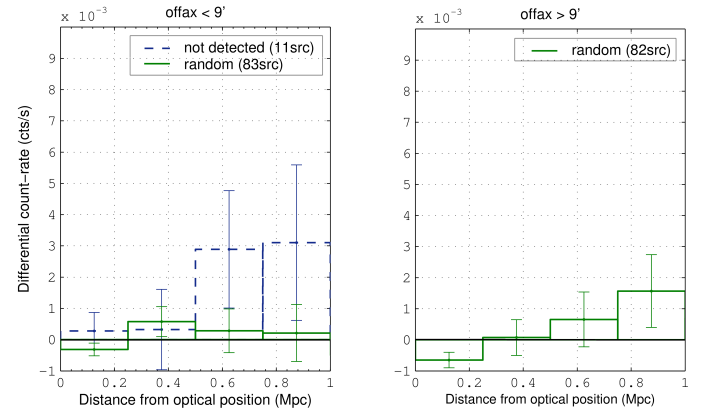 offax < 9'
x 10⁻³
not detected (11src)
random (83src)
9
8
7
6
5
4
3
2
1
0
−1
Differential count−rate (cts/s)
0 0.2 0.4 0.6 0.8 1
Distance from optical position (Mpc)
offax > 9'
x 10⁻³
random (82src)
9
8
7
6
5
4
3
2
1
0
−1
0 0.2 0.4 0.6 0.8 1
Distance from optical position (Mpc)